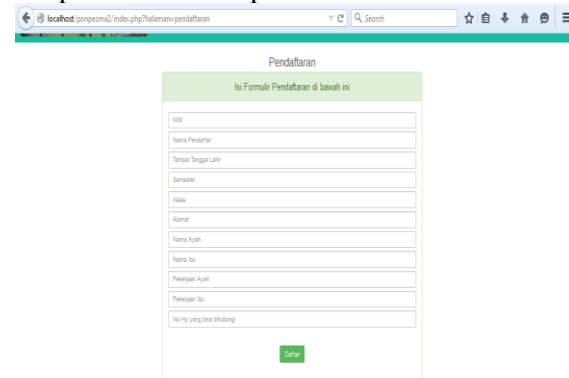 localhost/ponpesma2/index.php?halaman=pendaftaran
Search
Pendaftaran
Isi Formulir Pendaftaran di bawah ini
NIM
Nama Pendaftar
Tempat Tanggal Lahir
Semester
Kelas
Alamat
Nama Ayah
Nama Ibu
Pekerjaan Ayah
Pekerjaan Ibu
No Hp yang bisa dihubungi
Daftar